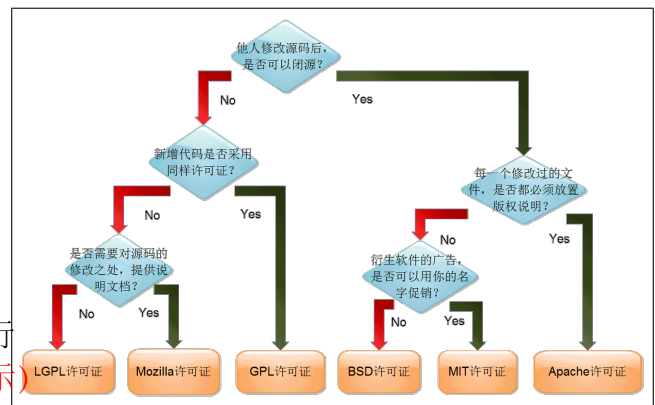 他人修改源码后，
是否可以闭源？
No
Yes
新增代码是否采用
同样许可证？
每一个修改过的文
件，是否都必须放置
版权说明？
No
Yes
No
Yes
是否需要对源码的
修改之处，提供说
明文档？
衍生软件的广告，
是否可以用你的名
字促销？
No
Yes
No
Yes
行
示)
LGPL许可证
Mozilla许可证
GPL许可证
BSD许可证
MIT许可证
Apache许可证